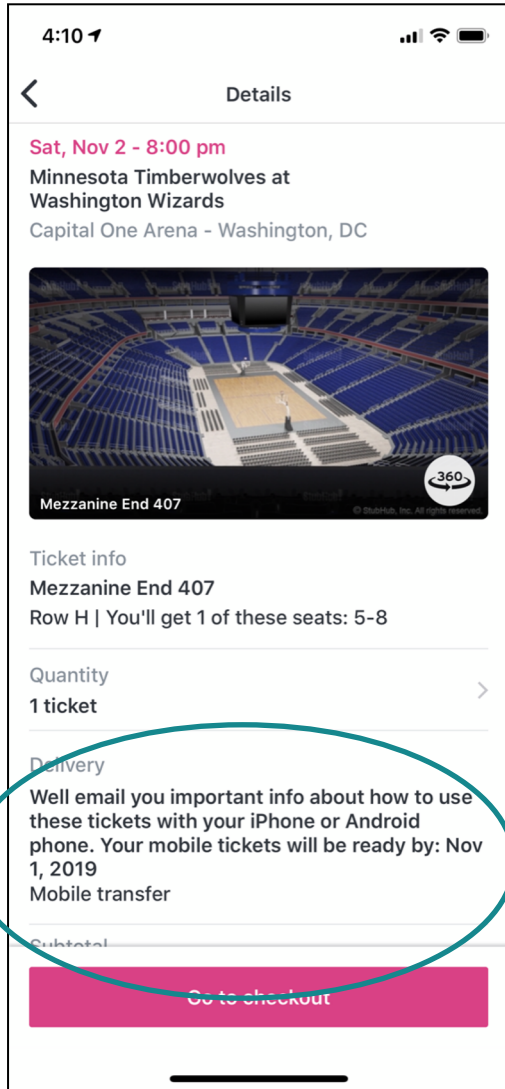 4:10
Details
Sat, Nov 2 - 8:00 pm
Minnesota Timberwolves at
Washington Wizards
Capital One Arena - Washington, DC
360
Mezzanine End 407
© StubHub, Inc. All rights reserved.
Ticket info
Mezzanine End 407
Row H | You'll get 1 of these seats: 5-8
Quantity
1 ticket
Delivery
Well email you important info about how to use
these tickets with your iPhone or Android
phone. Your mobile tickets will be ready by: Nov
1, 2019
Mobile transfer
Subtotal
Go to checkout